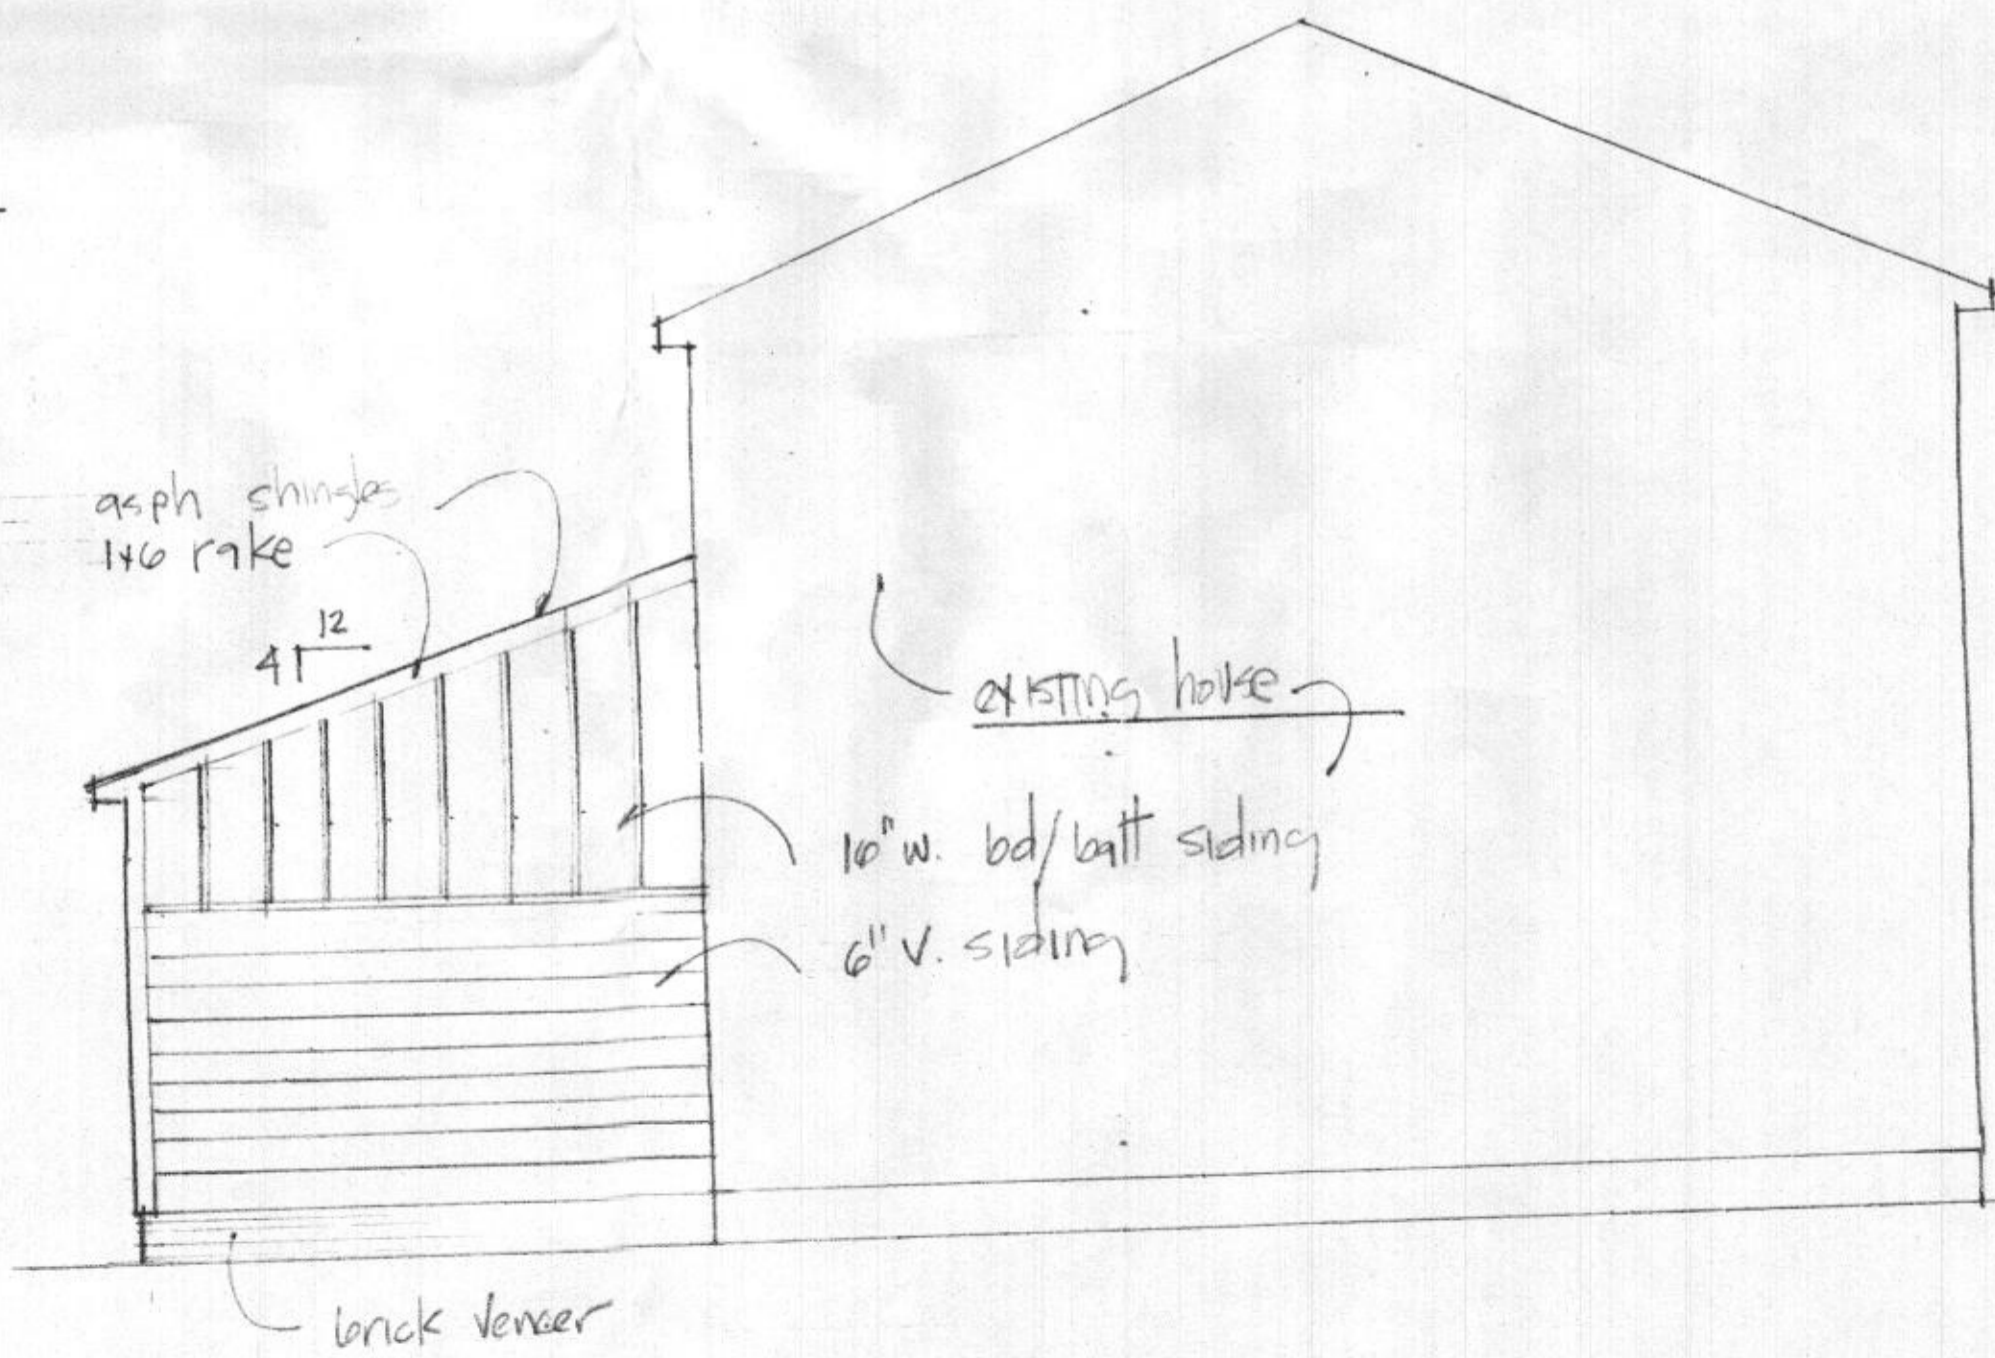 asph shingles
1x6 rake
12
4
existing house
16" w. bd/batt siding
6" V. siding
brick veneer